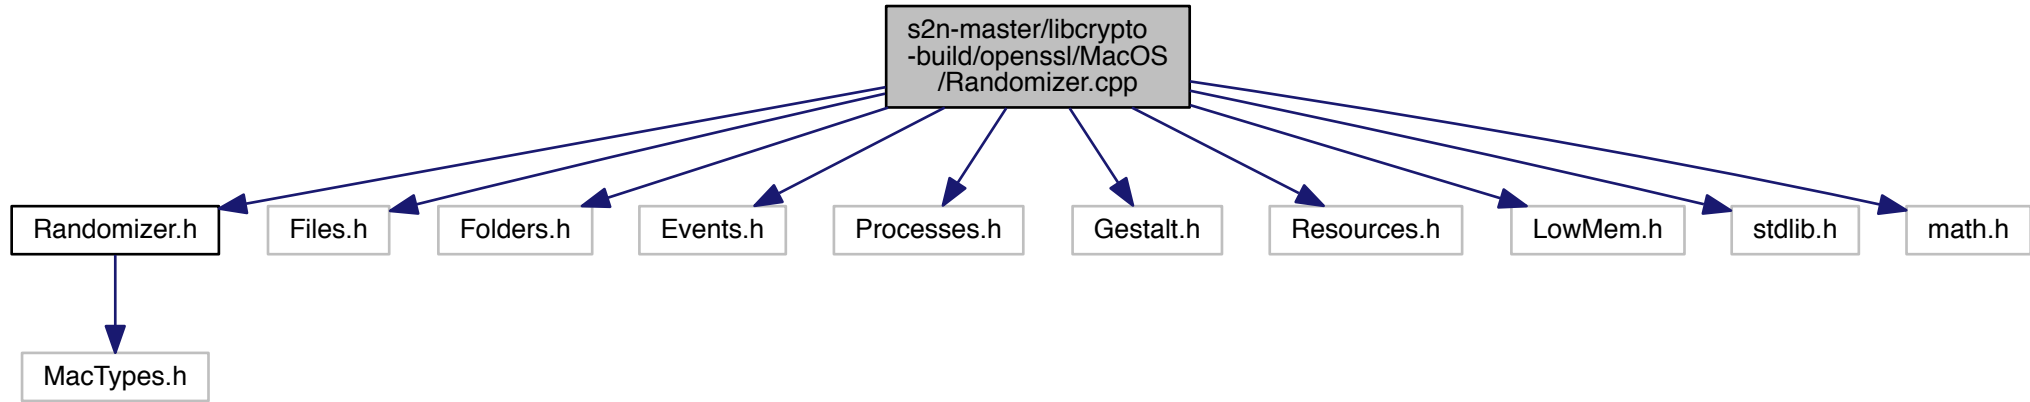 s2n-master/libcrypto
-build/openssl/MacOS
/Randomizer.cpp
Randomizer.h
Files.h
Folders.h
Events.h
Processes.h
Gestalt.h
Resources.h
LowMem.h
stdlib.h
math.h
MacTypes.h